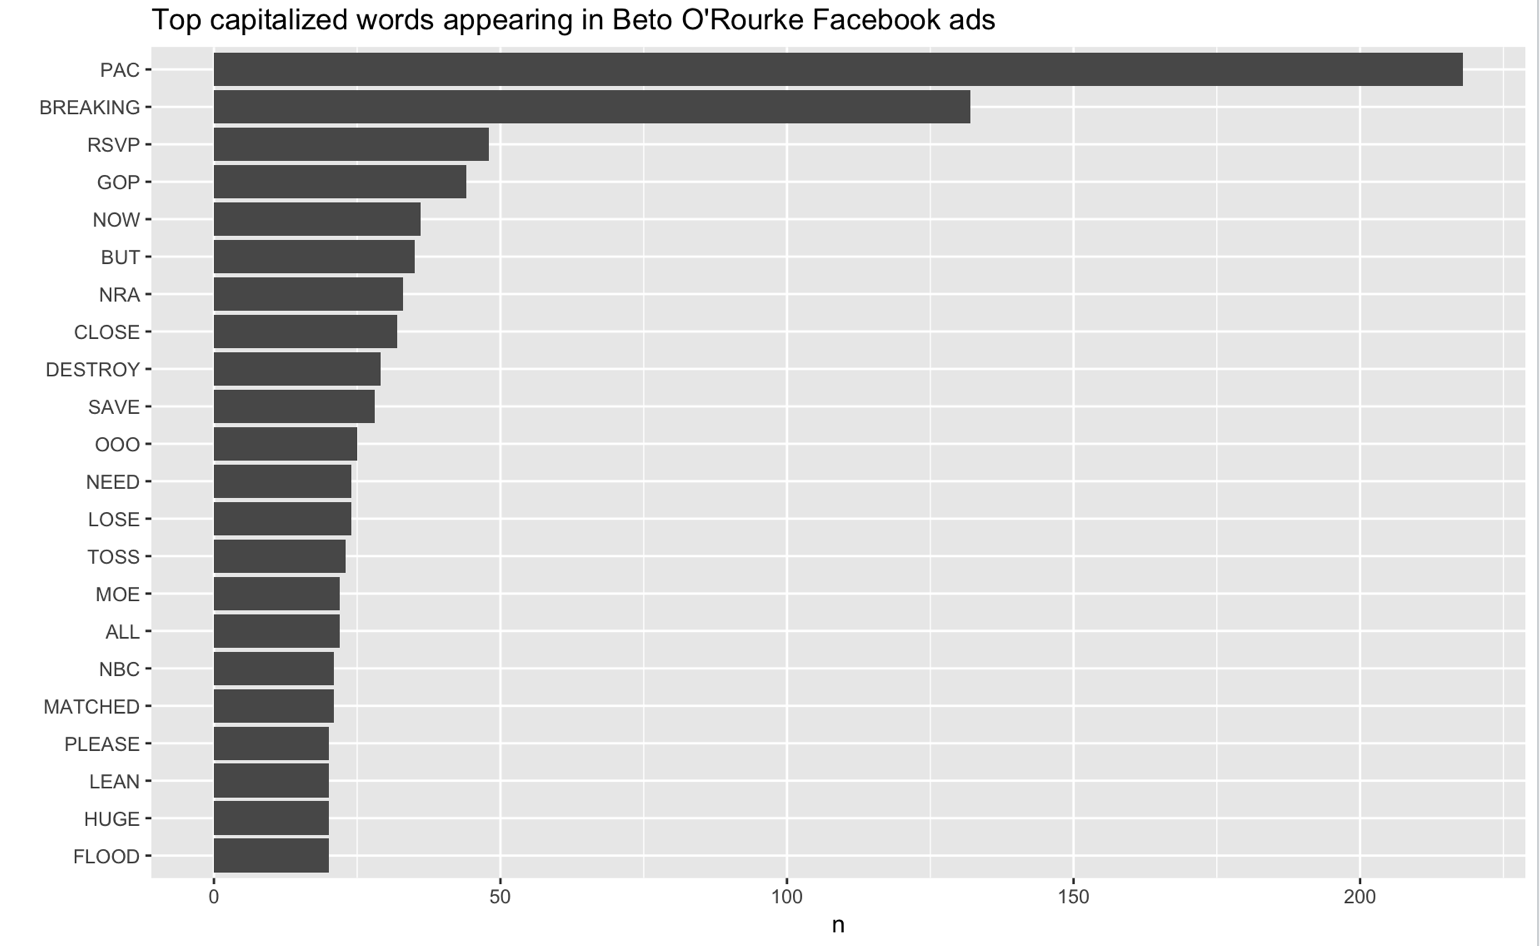 Top capitalized words appearing in Beto O'Rourke Facebook ads
PAC
BREAKING
RSVP
GOP
NOW
BUT
NRA
CLOSE
DESTROY
SAVE
OOO
NEED
LOSE
TOSS
MOE
ALL
NBC
MATCHED
PLEASE
LEAN
HUGE
FLOOD
0 50 100 150 200
n